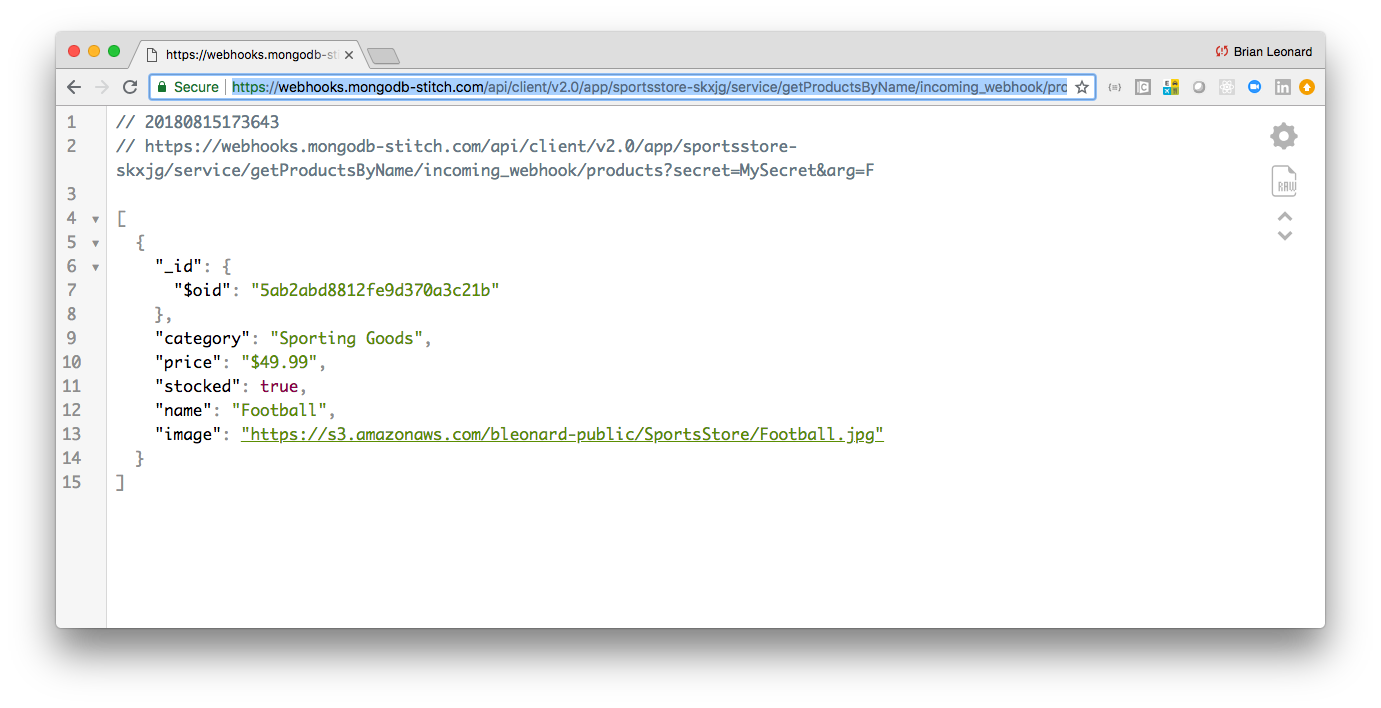 https://webhooks.mongodb-sti
Brian Leonard
Secure https://webhooks.mongodb-stitch.com/api/client/v2.0/app/sportsstore-skxjg/service/getProductsByName/incoming_webhook/pro
1 // 20180815173643
2 // https://webhooks.mongodb-stitch.com/api/client/v2.0/app/sportsstore-
skxjg/service/getProductsByName/incoming_webhook/products?secret=MySecret&arg=F
3
4 [
5 {
6 "_id": {
7 "$oid": "5ab2abd8812fe9d370a3c21b"
8 },
9 "category": "Sporting Goods",
10 "price": "$49.99",
11 "stocked": true,
12 "name": "Football",
13 "image": "https://s3.amazonaws.com/bleonard-public/SportsStore/Football.jpg"
14 }
15 ]
RAW